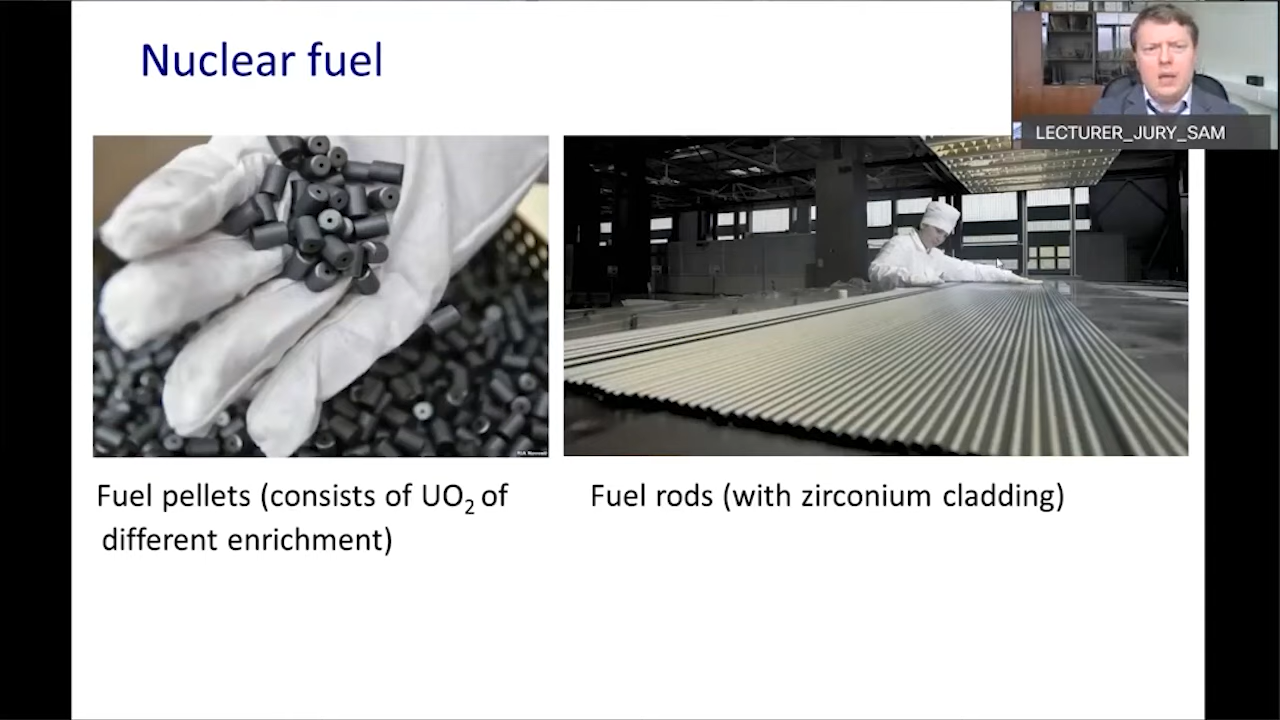 Nuclear fuel
LECTURER_JURY_SAM
Fuel pellets (consists of UO₂ of
different enrichment)
Fuel rods (with zirconium cladding)